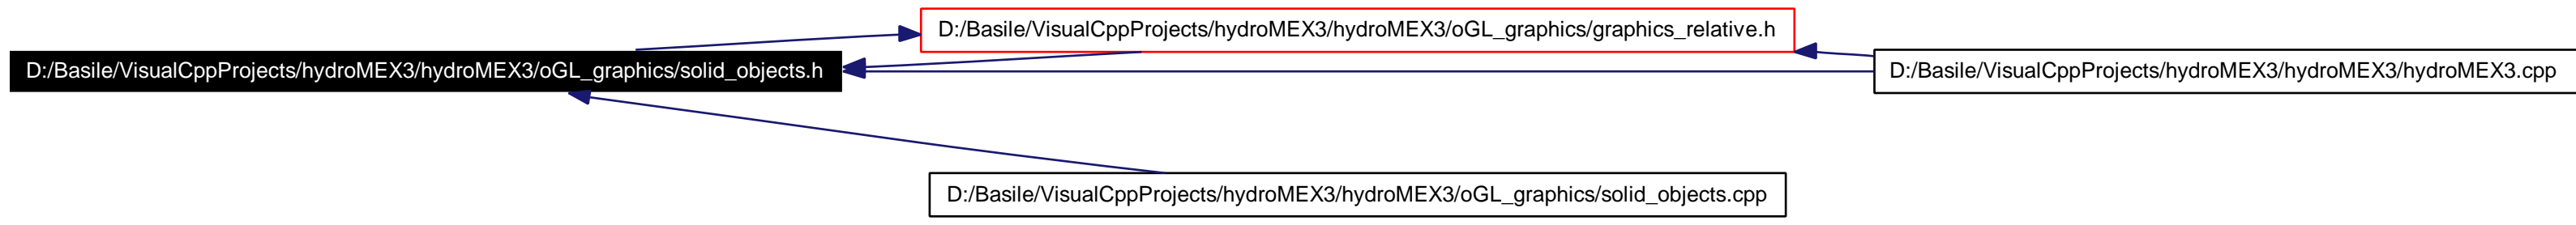 D:/Basile/VisualCppProjects/hydroMEX3/hydroMEX3/oGL_graphics/graphics_relative.h
D:/Basile/VisualCppProjects/hydroMEX3/hydroMEX3/oGL_graphics/solid_objects.h
D:/Basile/VisualCppProjects/hydroMEX3/hydroMEX3/hydroMEX3.cpp
D:/Basile/VisualCppProjects/hydroMEX3/hydroMEX3/oGL_graphics/solid_objects.cpp